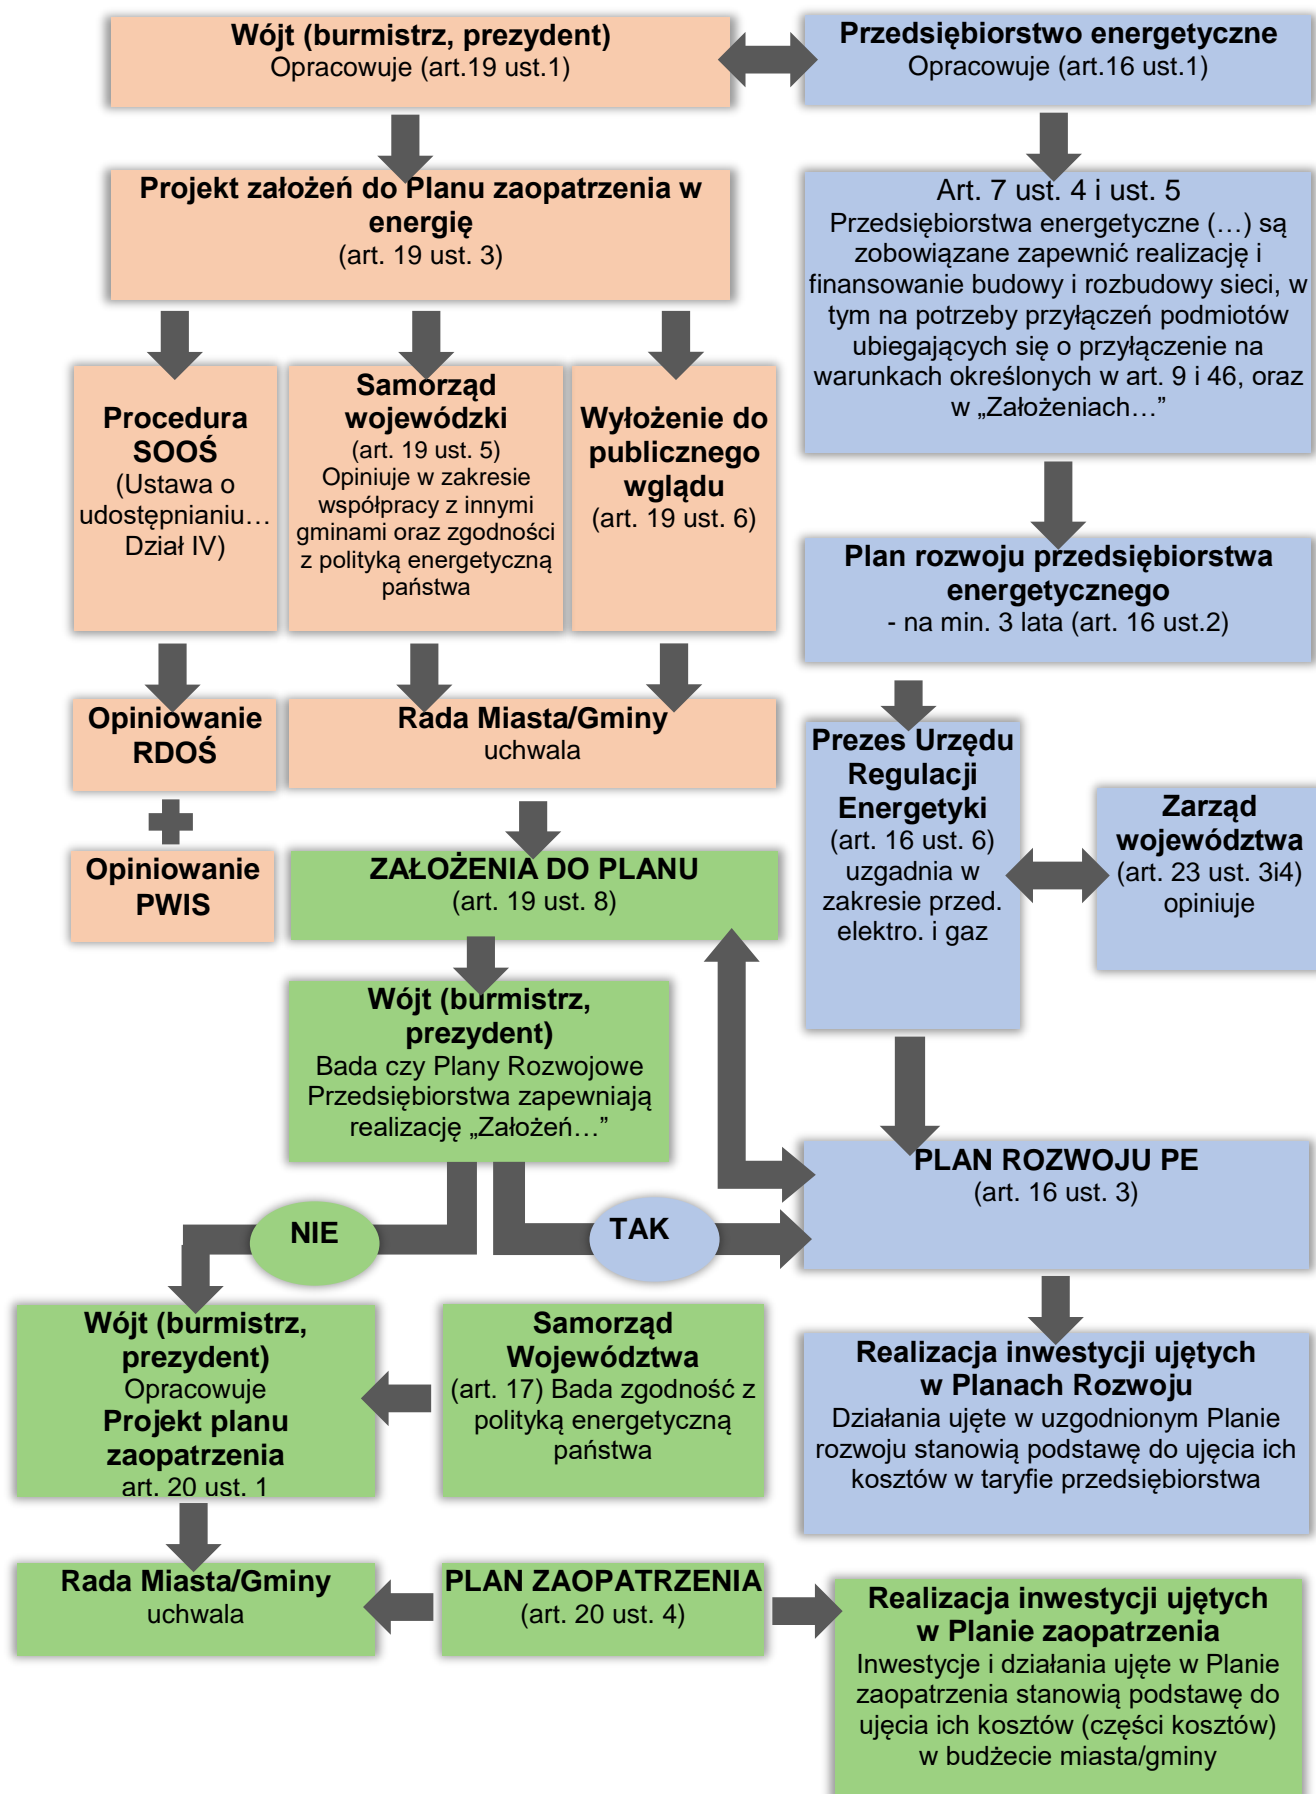 Wójt (burmistrz, prezydent)
Opracowuje (art.19 ust.1)
Przedsiębiorstwo energetyczne
Opracowuje (art.16 ust.1)
Projekt założeń do Planu zaopatrzenia w
energię
(art. 19 ust. 3)
Art. 7 ust. 4 i ust. 5
Przedsiębiorstwa energetyczne (…) są
zobowiązane zapewnić realizację i
finansowanie budowy i rozbudowy sieci, w
tym na potrzeby przyłączeń podmiotów
ubiegających się o przyłączenie na
warunkach określonych w art. 9 i 46, oraz
w „Założeniach…”
Procedura
SOOŚ
(Ustawa o
udostępnianiu…
Dział IV)
Samorząd
wojewódzki
(art. 19 ust. 5)
Opiniuje w zakresie
współpracy z innymi
gminami oraz zgodności
z polityką energetyczną
państwa
Wyłożenie do
publicznego
wglądu
(art. 19 ust. 6)
Plan rozwoju przedsiębiorstwa
energetycznego
- na min. 3 lata (art. 16 ust.2)
Opiniowanie
RDOŚ
Rada Miasta/Gminy
uchwala
Prezes Urzędu
Regulacji
Energetyki
(art. 16 ust. 6)
uzgadnia w
zakresie przed.
elektro. i gaz
Zarząd
województwa
(art. 23 ust. 3i4)
opiniuje
Opiniowanie
PWIS
ZAŁOŻENIA DO PLANU
(art. 19 ust. 8)
Wójt (burmistrz,
prezydent)
Bada czy Plany Rozwojowe
Przedsiębiorstwa zapewniają
realizację „Założeń…”
PLAN ROZWOJU PE
(art. 16 ust. 3)
NIE
TAK
Wójt (burmistrz,
prezydent)
Opracowuje
Projekt planu
zaopatrzenia
art. 20 ust. 1
Samorząd
Województwa
(art. 17) Bada zgodność z
polityką energetyczną
państwa
Realizacja inwestycji ujętych
w Planach Rozwoju
Działania ujęte w uzgodnionym Planie
rozwoju stanowią podstawę do ujęcia ich
kosztów w taryfie przedsiębiorstwa
Rada Miasta/Gminy
uchwala
PLAN ZAOPATRZENIA
(art. 20 ust. 4)
Realizacja inwestycji ujętych
w Planie zaopatrzenia
Inwestycje i działania ujęte w Planie
zaopatrzenia stanowią podstawę do
ujęcia ich kosztów (części kosztów)
w budżecie miasta/gminy